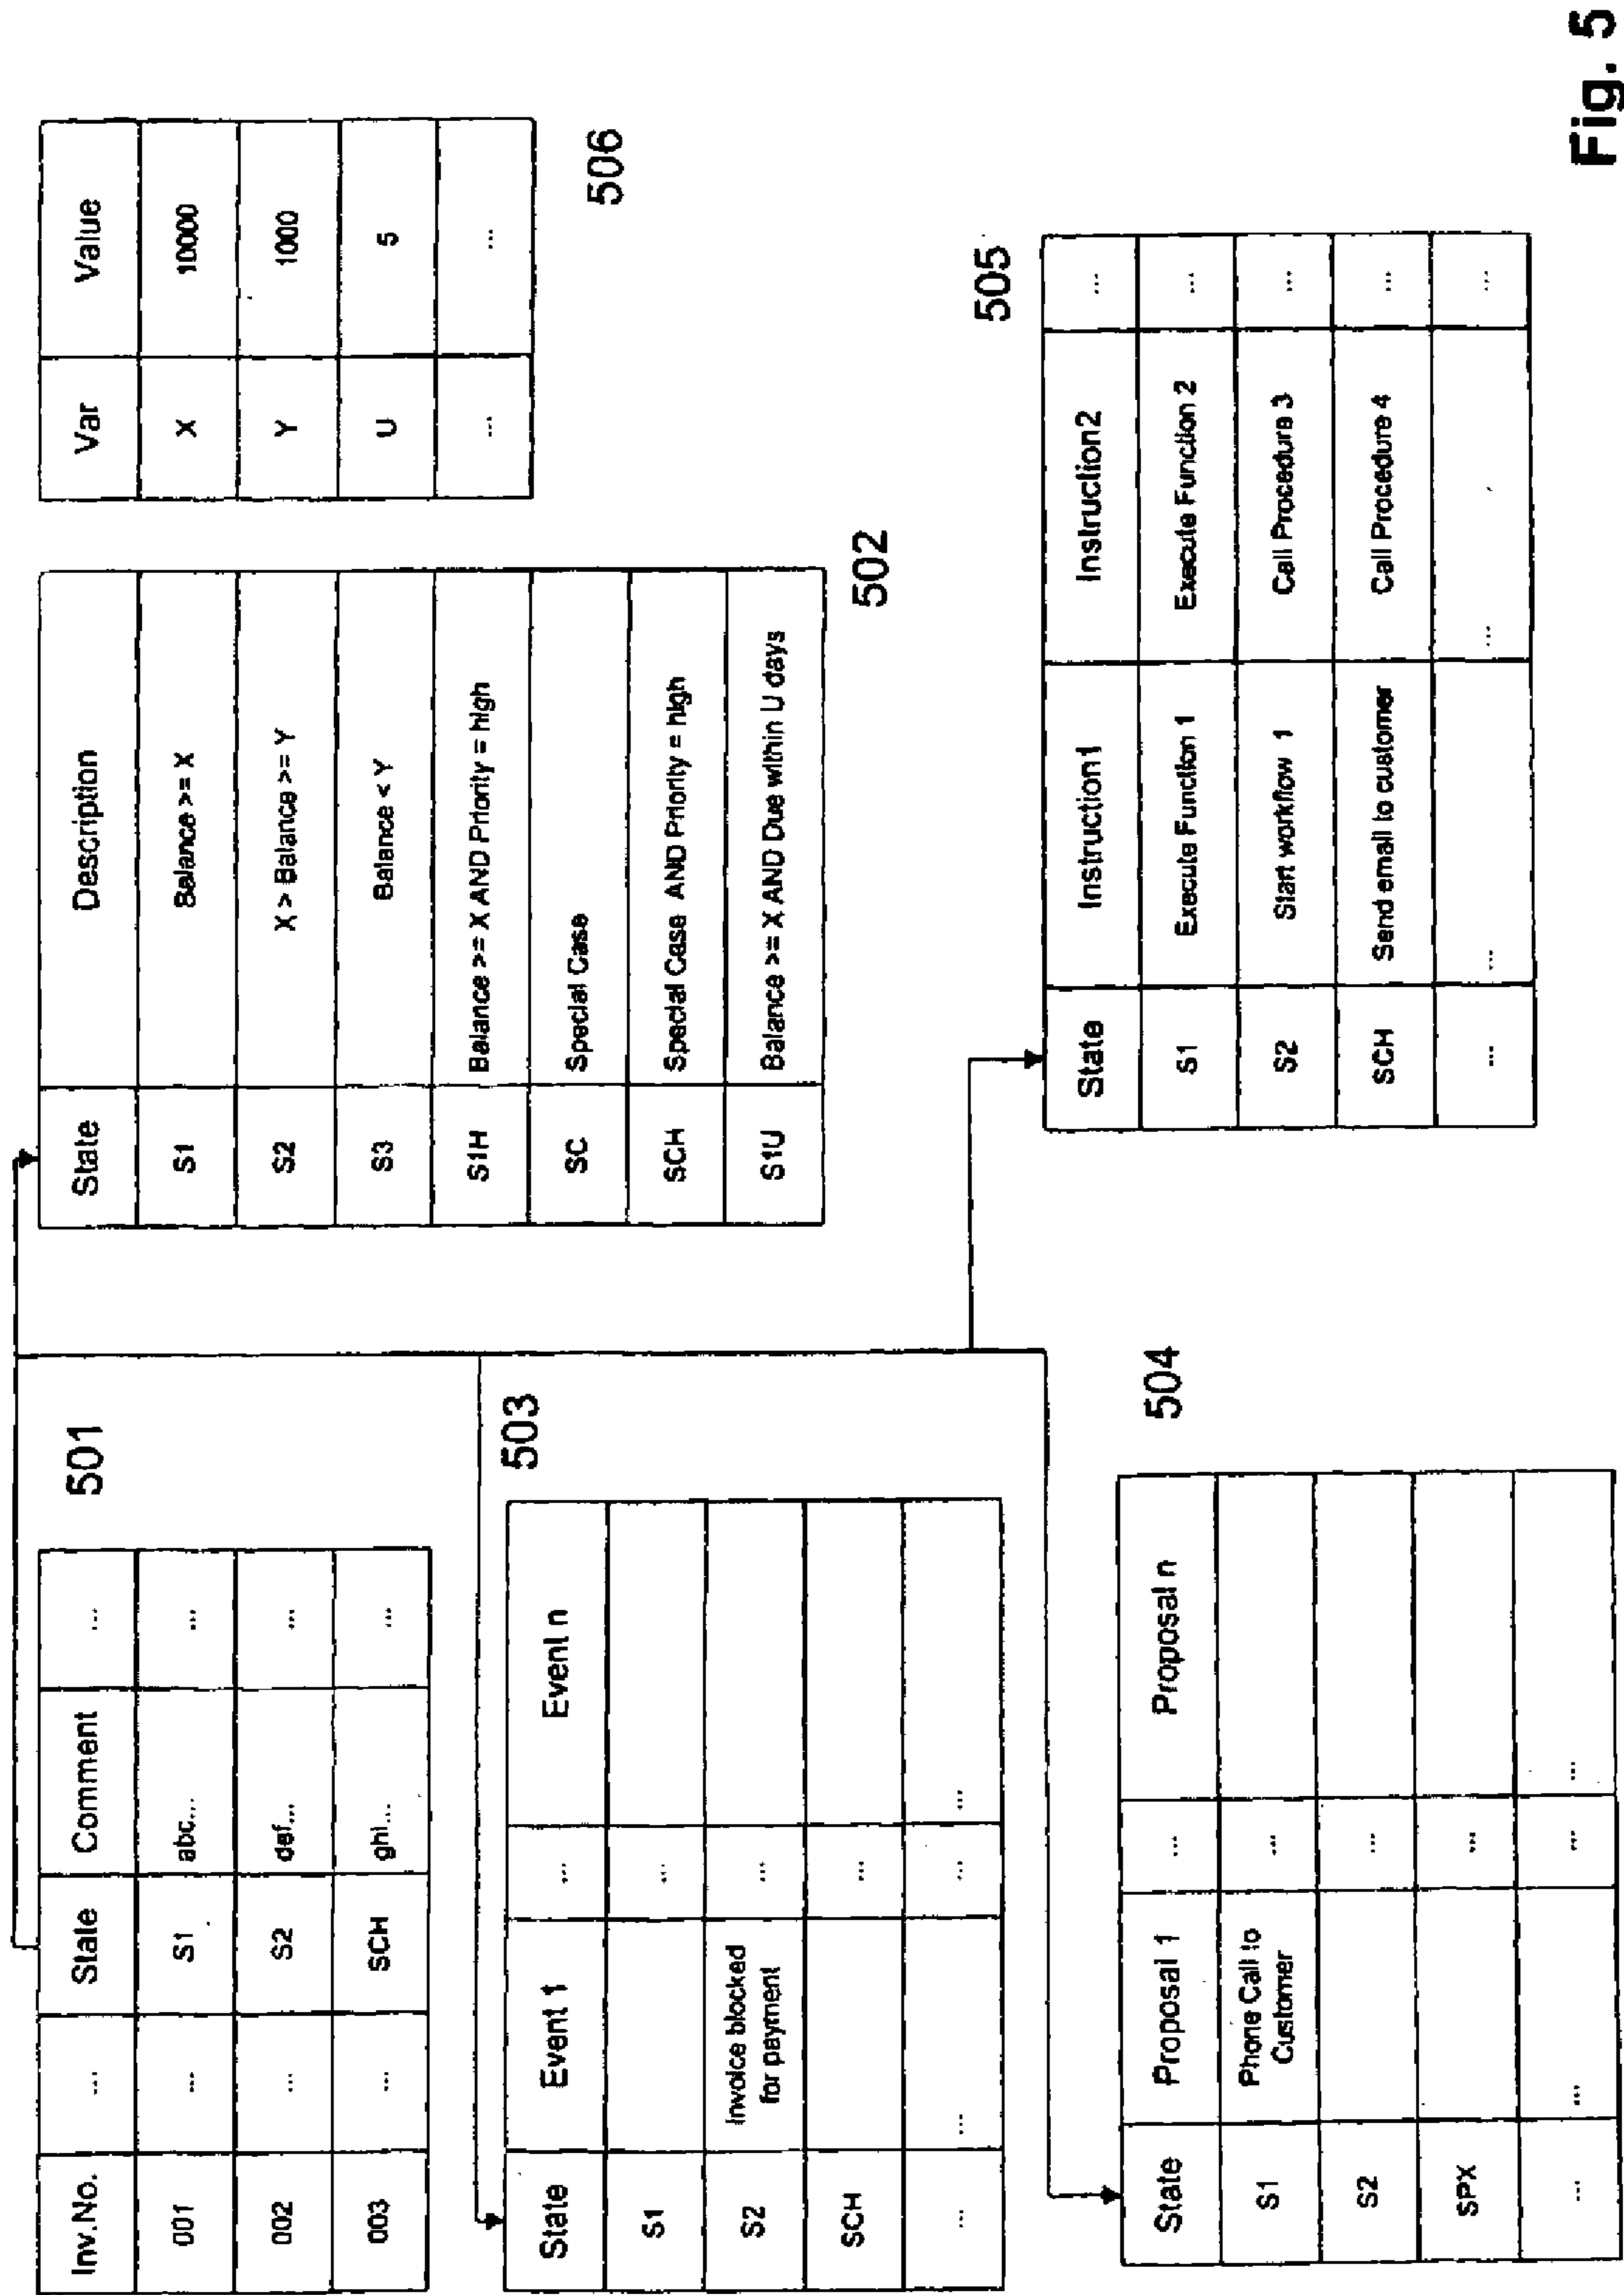 Inv.No. ... State Comment ...
001 ... S1 abc... ...
002 ... S2 def... ...
003 ... SCH ghi... ...
501
State Description
S1 Balance >= X
S2 X > Balance >= Y
S3 Balance < Y
S1H Balance >= X AND Priority = high
SC Special Case
SCH Special Case AND Priority = high
S1U Balance >= X AND Due within U days
502
Var Value
X 10000
Y 1000
U 5
... ...
506
503
State Event 1 ... Event n
S1 ...
S2 Invoice blocked ...
for payment
SCH ...
... ... ... ...
504
State Proposal 1 ... Proposal n
S1 Phone Call to ...
Customer
S2 ...
SPX ...
... ... ... ...
505
State Instruction1 Instruction2 ...
S1 Execute Function 1 Execute Function 2 ...
S2 Start workflow 1 Call Procedure 3 ...
SCH Send email to customer Call Procedure 4 ...
... ... ... ...
Fig. 5